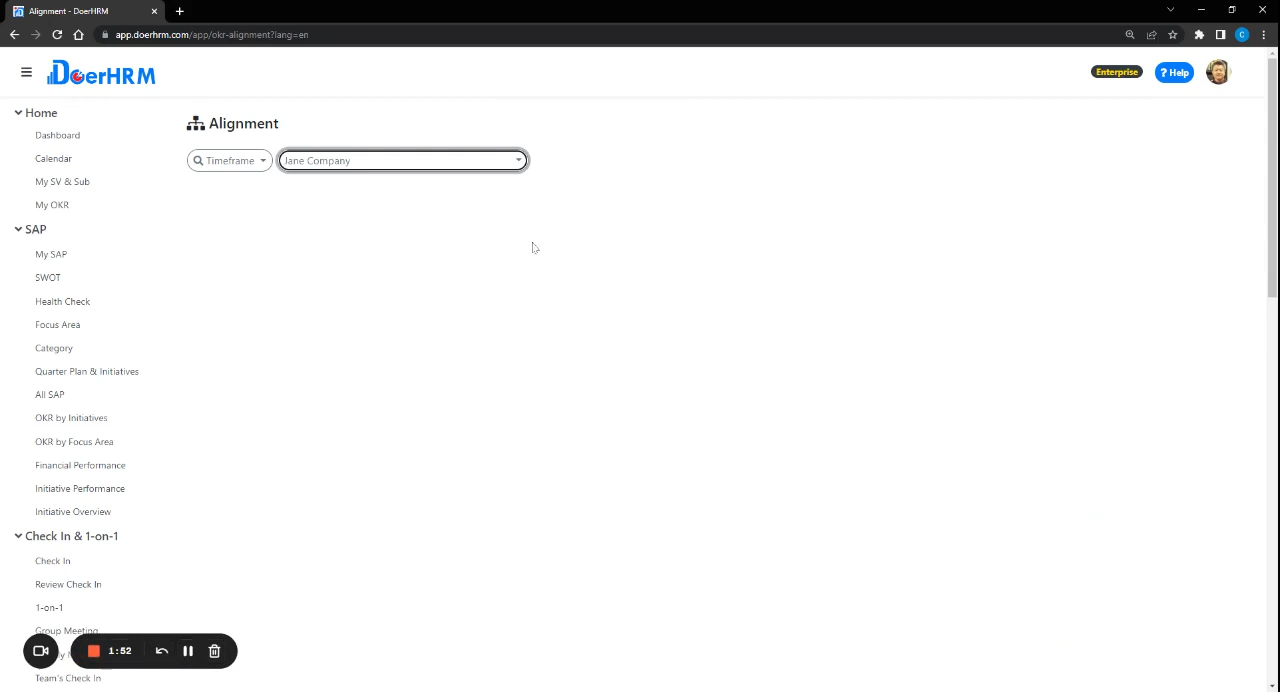 Alignment - DoerHRM
app.doerhrm.com/app/okr-alignment?lang=en
C
DoerHRM
Enterprise
? Help
Home
Dashboard
Calendar
My SV & Sub
My OKR
SAP
My SAP
SWOT
Health Check
Focus Area
Category
Quarter Plan & Initiatives
All SAP
OKR by Initiatives
OKR by Focus Area
Financial Performance
Initiative Performance
Initiative Overview
Check In & 1-on-1
Check In
Review Check In
1-on-1
Group Meeting
Team's Check In
Alignment
Timeframe
Jane Company
1:52